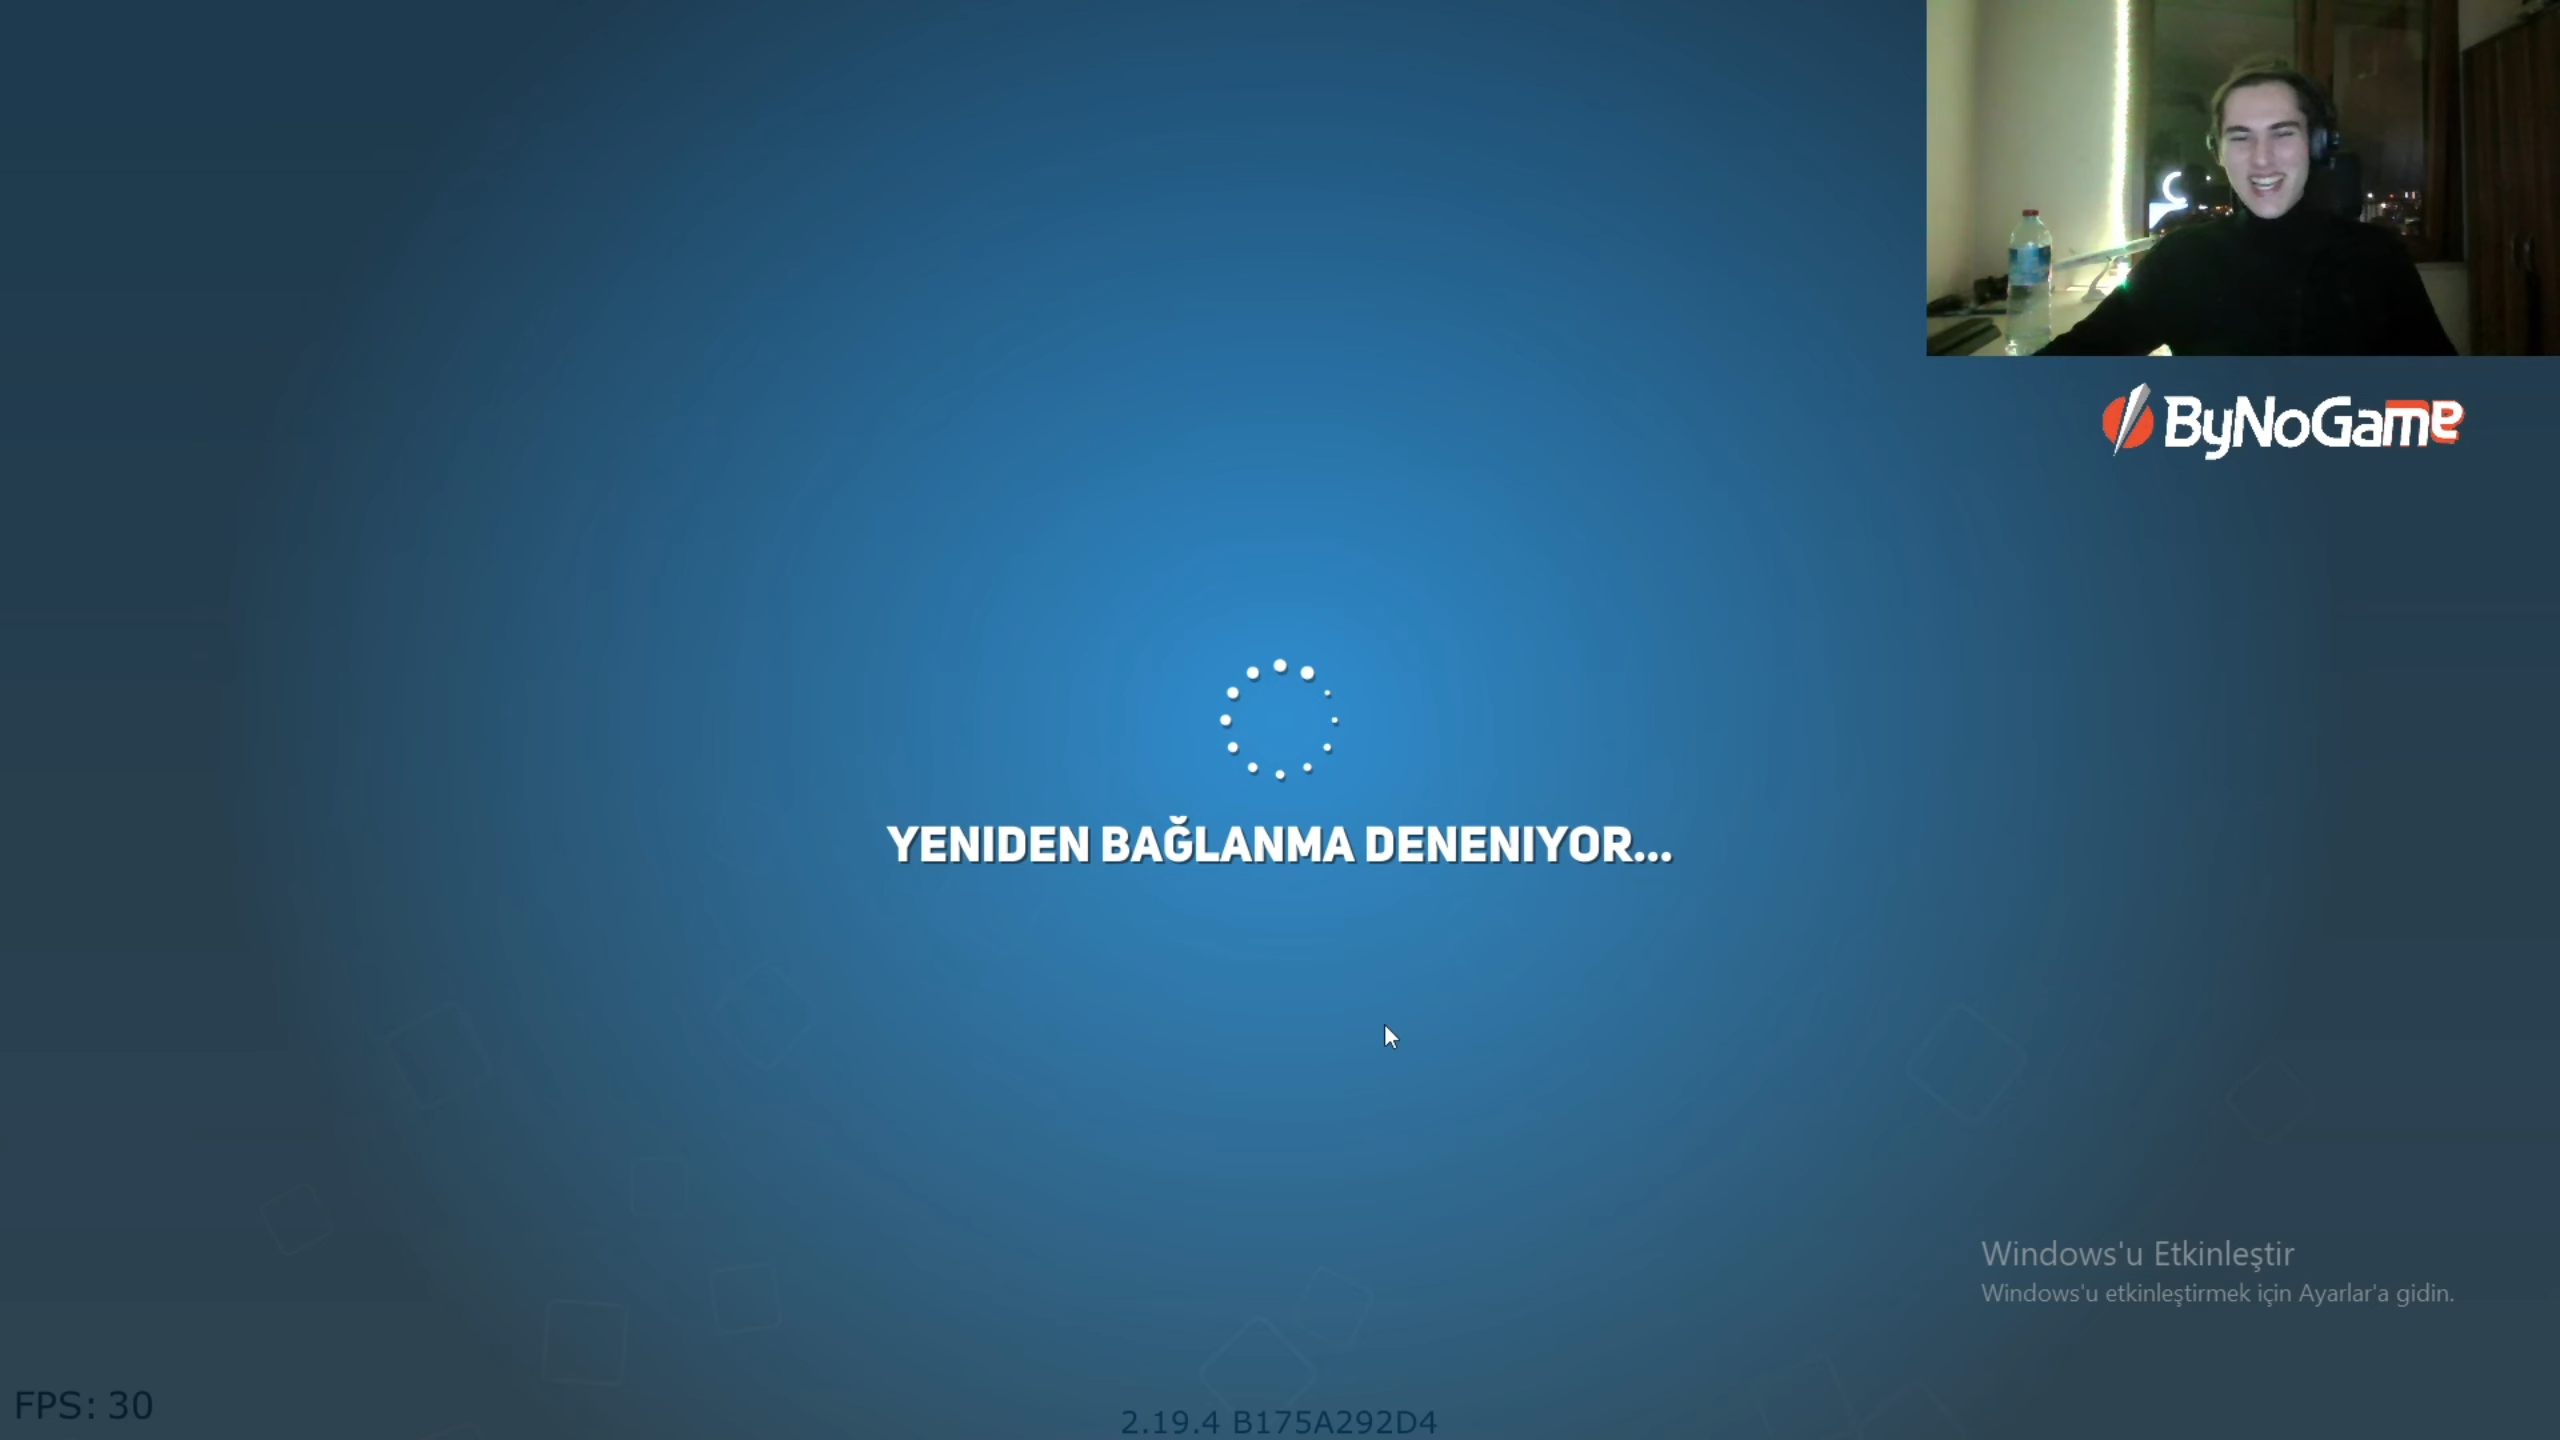 ByNoGame
YENIDEN BAĞLANMA DENENIYOR...
Windows'u Etkinleştir
Windows'u etkinleştirmek için Ayarlar'a gidin.
FPS: 30
2.19.4 B175A292D4